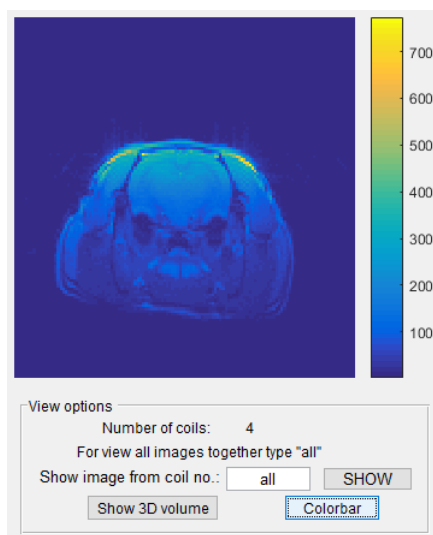 700
600
500
400
300
200
100
View options
Number of coils: 4
For view all images together type "all"
Show image from coil no.: all SHOW
Show 3D volume Colorbar